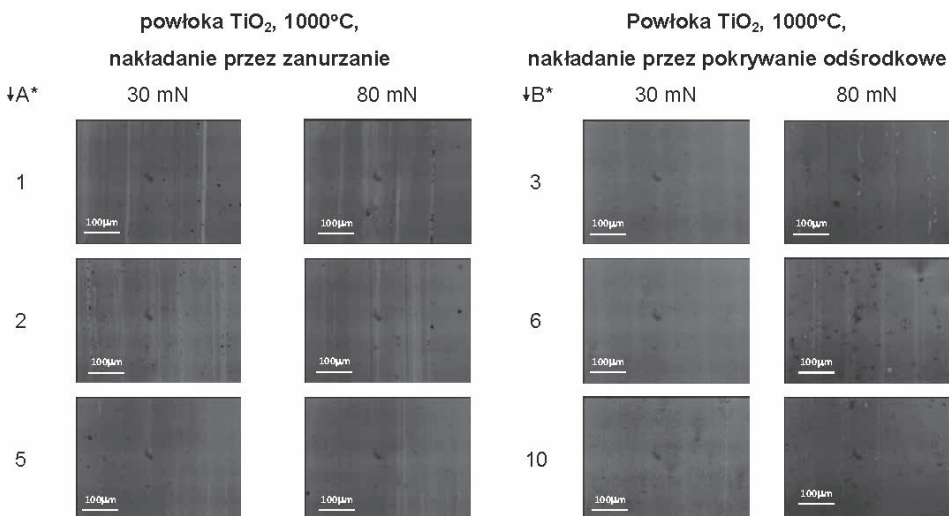 powłoka TiO₂, 1000°C,
nakładanie przez zanurzanie
↓A* 30 mN 80 mN
1
100µm
100µm
2
100µm
100µm
5
100µm
100µm
Powłoka TiO₂, 1000°C,
nakładanie przez pokrywanie odśrodkowe
↓B* 30 mN 80 mN
3
100µm
100µm
6
100µm
100µm
10
100µm
100µm